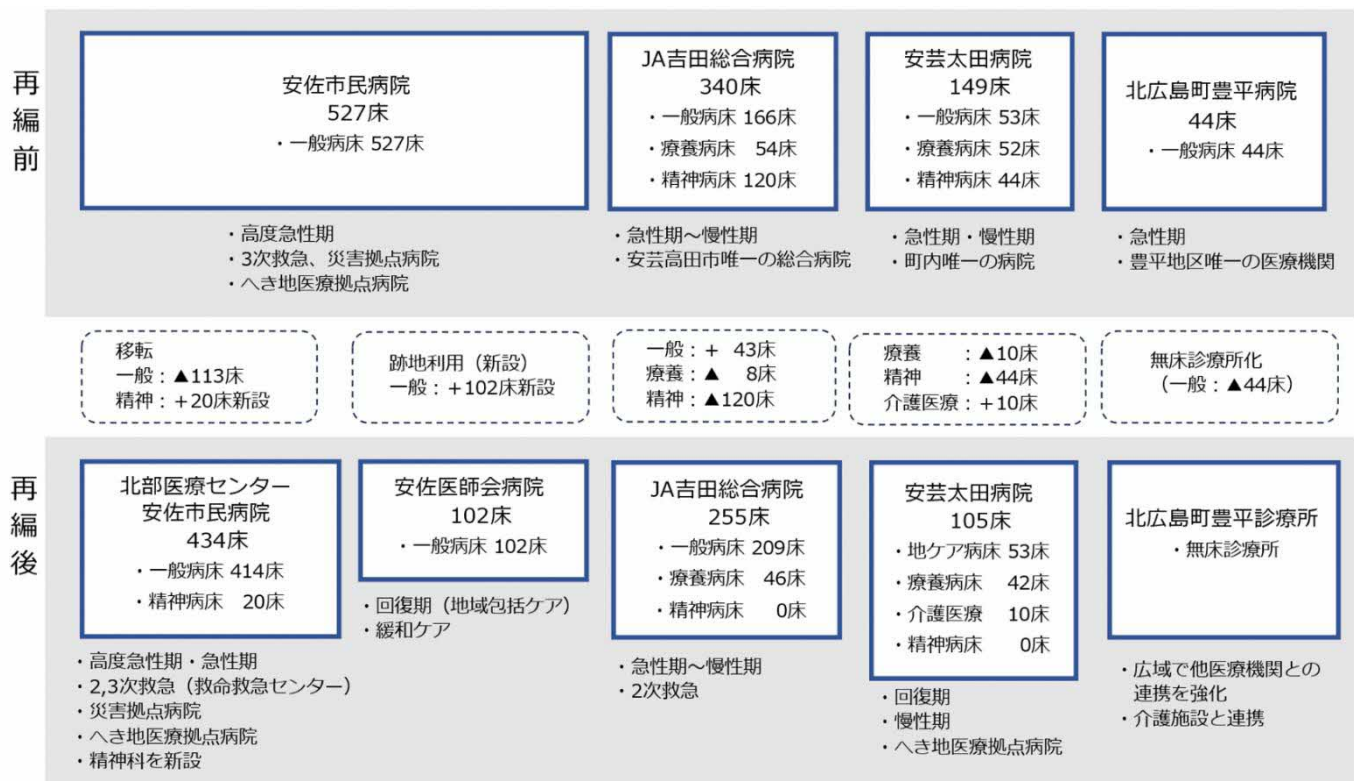 再編前
安佐市民病院
527床
・一般病床 527床
・高度急性期
・3次救急、災害拠点病院
・へき地医療拠点病院
JA吉田総合病院
340床
・一般病床 166床
・療養病床 54床
・精神病床 120床
・急性期～慢性期
・安芸高田市唯一の総合病院
安芸太田病院
149床
・一般病床 53床
・療養病床 52床
・精神病床 44床
・急性期・慢性期
・町内唯一の病院
北広島町豊平病院
44床
・一般病床 44床
・急性期
・豊平地区唯一の医療機関
移転
一般：▲113床
精神：+20床新設
跡地利用（新設）
一般：+102床新設
一般：+ 43床
療養：▲ 8床
精神：▲120床
療養　　：▲10床
精神　　：▲44床
介護医療：+10床
無床診療所化
（一般：▲44床）
再編後
北部医療センター
安佐市民病院
434床
・一般病床 414床
・精神病床 20床
・高度急性期・急性期
・2,3次救急（救命救急センター）
・災害拠点病院
・へき地医療拠点病院
・精神科を新設
安佐医師会病院
102床
・一般病床 102床
・回復期（地域包括ケア）
・緩和ケア
JA吉田総合病院
255床
・一般病床 209床
・療養病床 46床
・精神病床 0床
・急性期～慢性期
・2次救急
安芸太田病院
105床
・地ケア病床 53床
・療養病床 42床
・介護医療 10床
・精神病床 0床
・回復期
・慢性期
・へき地医療拠点病院
北広島町豊平診療所
・無床診療所
・広域で他医療機関との
連携を強化
・介護施設と連携